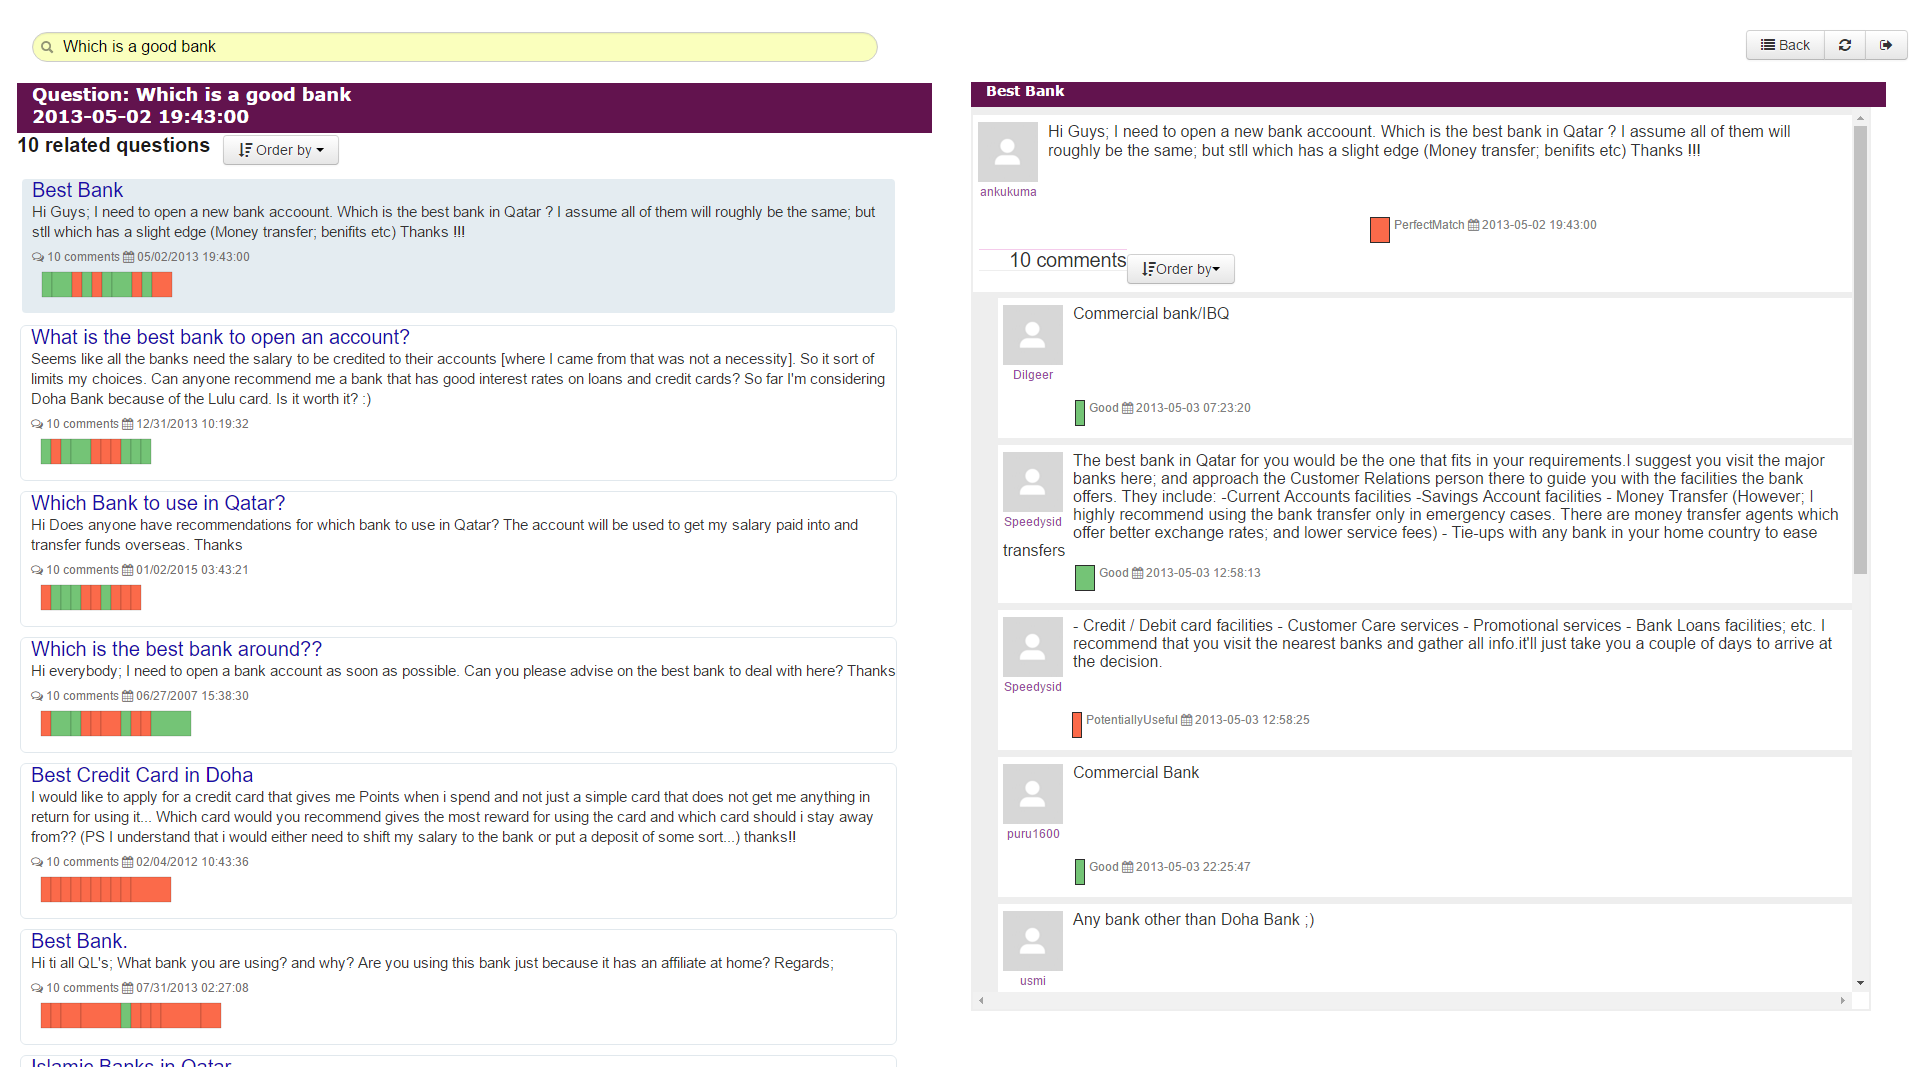 Which is a good bank
Back
Question: Which is a good bank
2013-05-02 19:43:00
10 related questions
Order by
Best Bank
Hi Guys; I need to open a new bank accoount. Which is the best bank in Qatar ? I assume all of them will roughly be the same; but
stll which has a slight edge (Money transfer; benifits etc) Thanks !!!
10 comments 05/02/2013 19:43:00
What is the best bank to open an account?
Seems like all the banks need the salary to be credited to their accounts [where I came from that was not a necessity]. So it sort of
limits my choices. Can anyone recommend me a bank that has good interest rates on loans and credit cards? So far I'm considering
Doha Bank because of the Lulu card. Is it worth it? :)
10 comments 12/31/2013 10:19:32
Which Bank to use in Qatar?
Hi Does anyone have recommendations for which bank to use in Qatar? The account will be used to get my salary paid into and
transfer funds overseas. Thanks
10 comments 01/02/2015 03:43:21
Which is the best bank around??
Hi everybody; I need to open a bank account as soon as possible. Can you please advise on the best bank to deal with here? Thanks
10 comments 06/27/2007 15:38:30
Best Credit Card in Doha
I would like to apply for a credit card that gives me Points when i spend and not just a simple card that does not get me anything in
return for using it... Which card would you recommend gives the most reward for using the card and which card should i stay away
from?? (PS I understand that i would either need to shift my salary to the bank or put a deposit of some sort...) thanks!!
10 comments 02/04/2012 10:43:36
Best Bank.
Hi ti all QL's; What bank you are using? and why? Are you using this bank just because it has an affiliate at home? Regards;
10 comments 07/31/2013 02:27:08
Islamic Banks in Qatar
Best Bank
Hi Guys; I need to open a new bank accoount. Which is the best bank in Qatar ? I assume all of them will
roughly be the same; but stll which has a slight edge (Money transfer; benifits etc) Thanks !!!
ankukuma
PerfectMatch 2013-05-02 19:43:00
10 comments
Order by
Commercial bank/IBQ
Dilgeer
Good 2013-05-03 07:23:20
The best bank in Qatar for you would be the one that fits in your requirements.I suggest you visit the major
banks here; and approach the Customer Relations person there to guide you with the facilities the bank
offers. They include: -Current Accounts facilities -Savings Account facilities - Money Transfer (However; I
highly recommend using the bank transfer only in emergency cases. There are money transfer agents which
offer better exchange rates; and lower service fees) - Tie-ups with any bank in your home country to ease
transfers
Speedysid
Good 2013-05-03 12:58:13
- Credit / Debit card facilities - Customer Care services - Promotional services - Bank Loans facilities; etc. I
recommend that you visit the nearest banks and gather all info.it'll just take you a couple of days to arrive at
the decision.
Speedysid
PotentiallyUseful 2013-05-03 12:58:25
Commercial Bank
puru1600
Good 2013-05-03 22:25:47
Any bank other than Doha Bank ;)
usmi